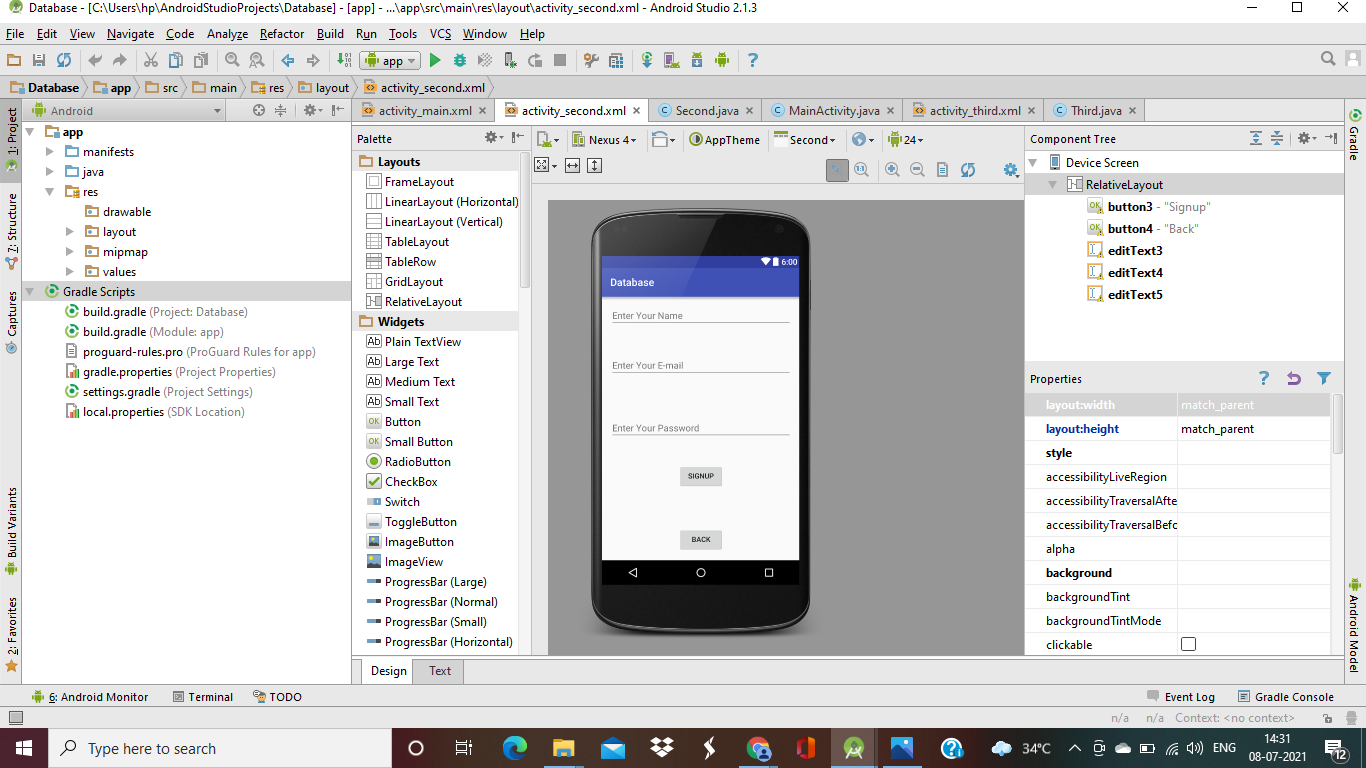 Database - [C:\Users\hp\AndroidStudioProjects\Database] - [app] - ...\app\src\main\res\layout\activity_second.xml - Android Studio 2.1.3
File Edit View Navigate Code Analyze Refactor Build Run Tools VCS Window Help
app
Database app src main res layout activity_second.xml
1: Project
7: Structure
Captures
Build Variants
2: Favorites
Android
app
manifests
java
res
drawable
layout
mipmap
values
Gradle Scripts
build.gradle (Project: Database)
build.gradle (Module: app)
proguard-rules.pro (ProGuard Rules for app)
gradle.properties (Project Properties)
settings.gradle (Project Settings)
local.properties (SDK Location)
activity_main.xml activity_second.xml Second.java MainActivity.java activity_third.xml Third.java
Palette
Layouts
FrameLayout
LinearLayout (Horizontal)
LinearLayout (Vertical)
TableLayout
TableRow
GridLayout
RelativeLayout
Widgets
Plain TextView
Large Text
Medium Text
Small Text
Button
Small Button
RadioButton
CheckBox
Switch
ToggleButton
ImageButton
ImageView
ProgressBar (Large)
ProgressBar (Normal)
ProgressBar (Small)
ProgressBar (Horizontal)
Nexus 4 AppTheme Second 24
6:00
Database
Enter Your Name
Enter Your E-mail
Enter Your Password
SIGNUP
BACK
Design Text
Component Tree
Device Screen
RelativeLayout
button3 - "Signup"
button4 - "Back"
editText3
editText4
editText5
Properties
layout:width match_parent
layout:height match_parent
style
accessibilityLiveRegion
accessibilityTraversalAfte
accessibilityTraversalBefo
alpha
background
backgroundTint
backgroundTintMode
clickable
Gradle
Android Model
6: Android Monitor Terminal TODO Event Log Gradle Console
n/a n/a Context: <no context>
Type here to search
34°C ENG
14:31
08-07-2021
12